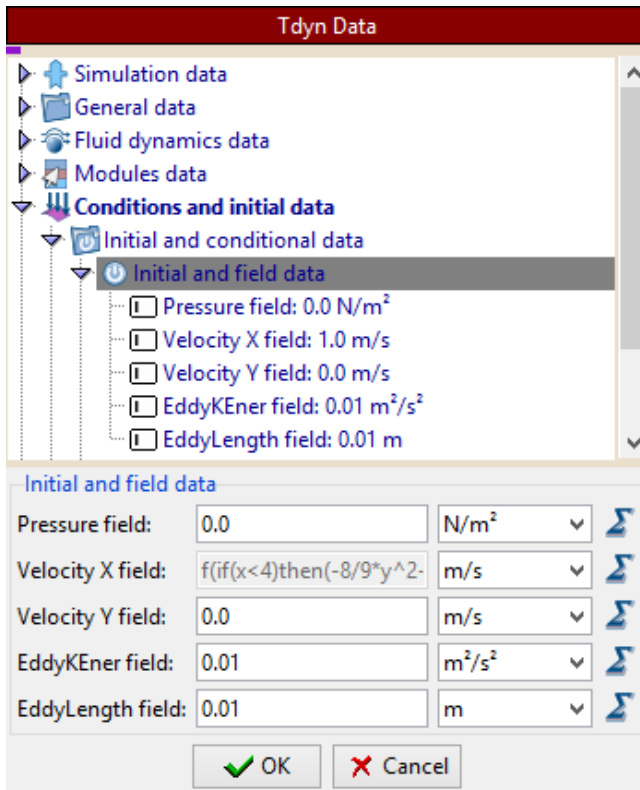 Tdyn Data
Simulation data
General data
Fluid dynamics data
Modules data
Conditions and initial data
Initial and conditional data
Initial and field data
Pressure field: 0.0 N/m²
Velocity X field: 1.0 m/s
Velocity Y field: 0.0 m/s
EddyKEner field: 0.01 m²/s²
EddyLength field: 0.01 m
Initial and field data
Pressure field: 0.0 N/m² Σ
Velocity X field: f(if(x<4)then(-8/9*y^2- m/s Σ
Velocity Y field: 0.0 m/s Σ
EddyKEner field: 0.01 m²/s² Σ
EddyLength field: 0.01 m Σ
OK Cancel